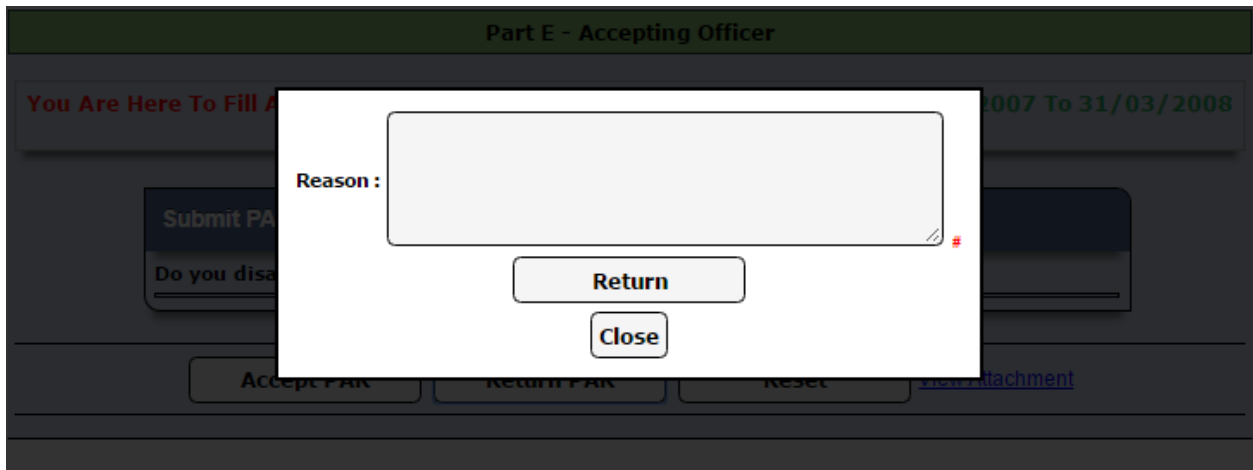 Part E - Accepting Officer
You Are Here To Fill A 2007 To 31/03/2008
Reason :
#
Submit PA
Do you disa
Return
Close
Accept PAR Return PAR Reset View Attachment